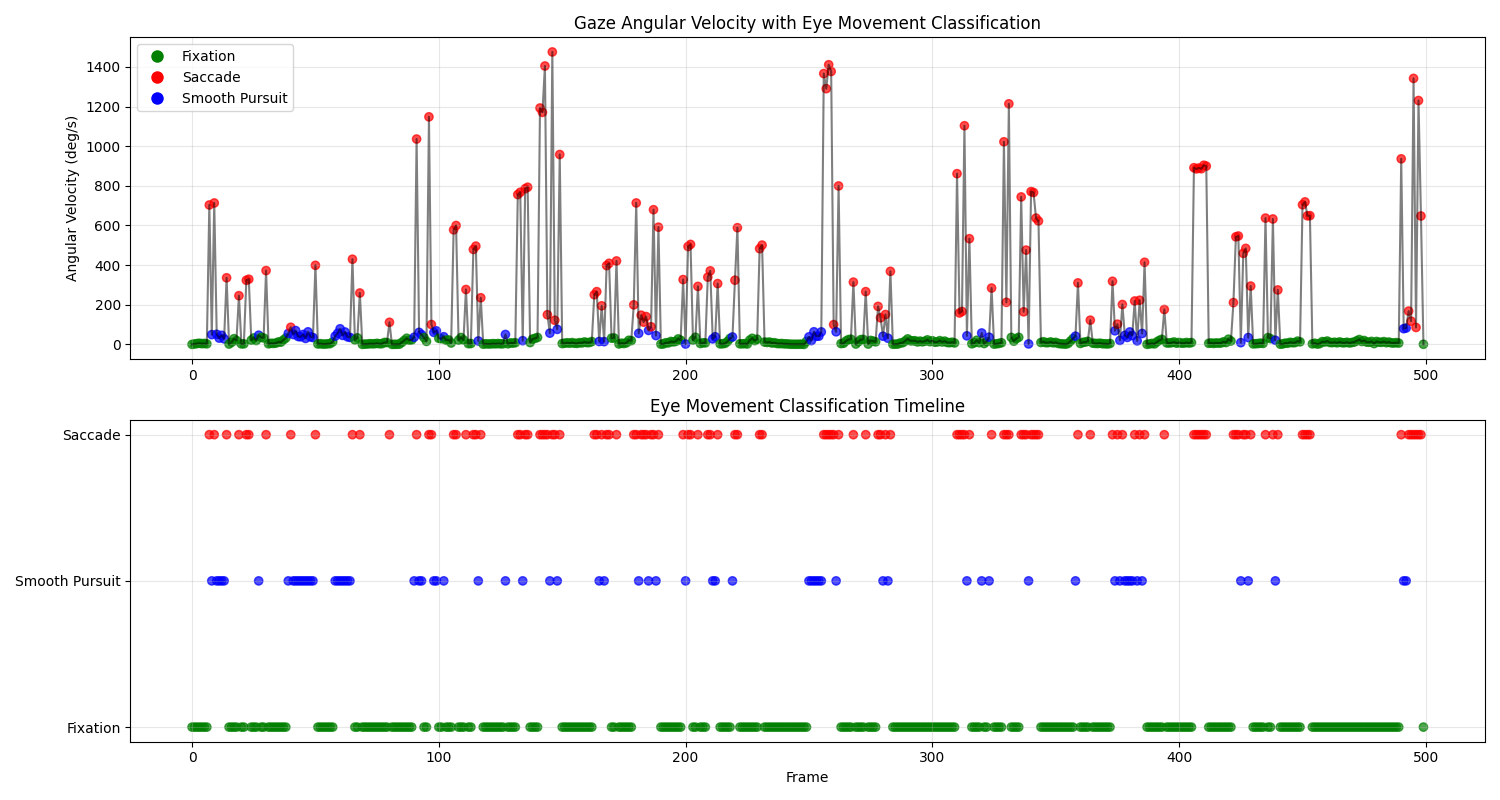 Gaze Angular Velocity with Eye Movement Classification
Fixation
Saccade
Smooth Pursuit
Angular Velocity (deg/s)
1400
1200
1000
800
600
400
200
0
0 100 200 300 400 500
Eye Movement Classification Timeline
Saccade
Smooth Pursuit
Fixation
0 100 200 300 400 500
Frame